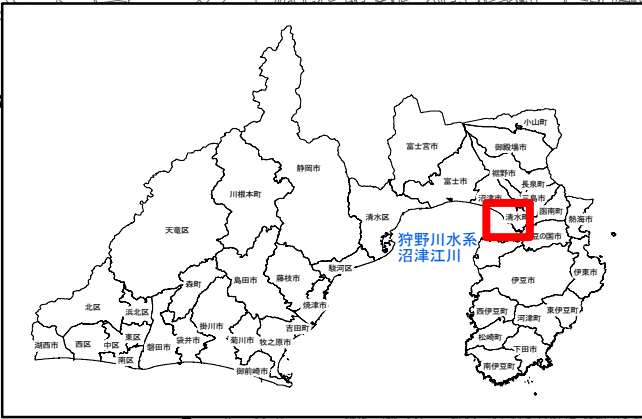 小山町
富士宮市
御殿場市
静岡市
裾野市
富士市
長泉町
川根本町
沼津市
三島市
清水区
清水町
函南町
熱海市
天竜区
狩野川水系
沼津江川
豆の国市
駿河区
伊東市
森町
島田市
藤枝市
伊豆市
北区
浜北区
焼津市
西伊豆町
東伊豆町
河津町
掛川市
吉田町
湖西市
西区
中区
東区
磐田市
袋井市
菊川市
牧之原市
松崎町
下田市
南区
御前崎市
南伊豆町